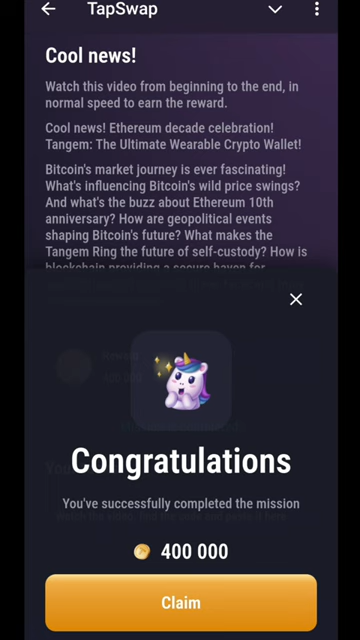 TapSwap
Cool news!
Watch this video from beginning to the end, in
normal speed to earn the reward.
Cool news! Ethereum decade celebration!
Tangem: The Ultimate Wearable Crypto Wallet!
Bitcoin's market journey is ever fascinating!
What's influencing Bitcoin's wild price swings?
And what's the buzz about Ethereum 10th
anniversary? How are geopolitical events
shaping Bitcoin's future? What makes the
Tangem Ring the future of self-custody? How is
blockchain providing a secure haven for
Congratulations
You've successfully completed the mission
400 000
Claim